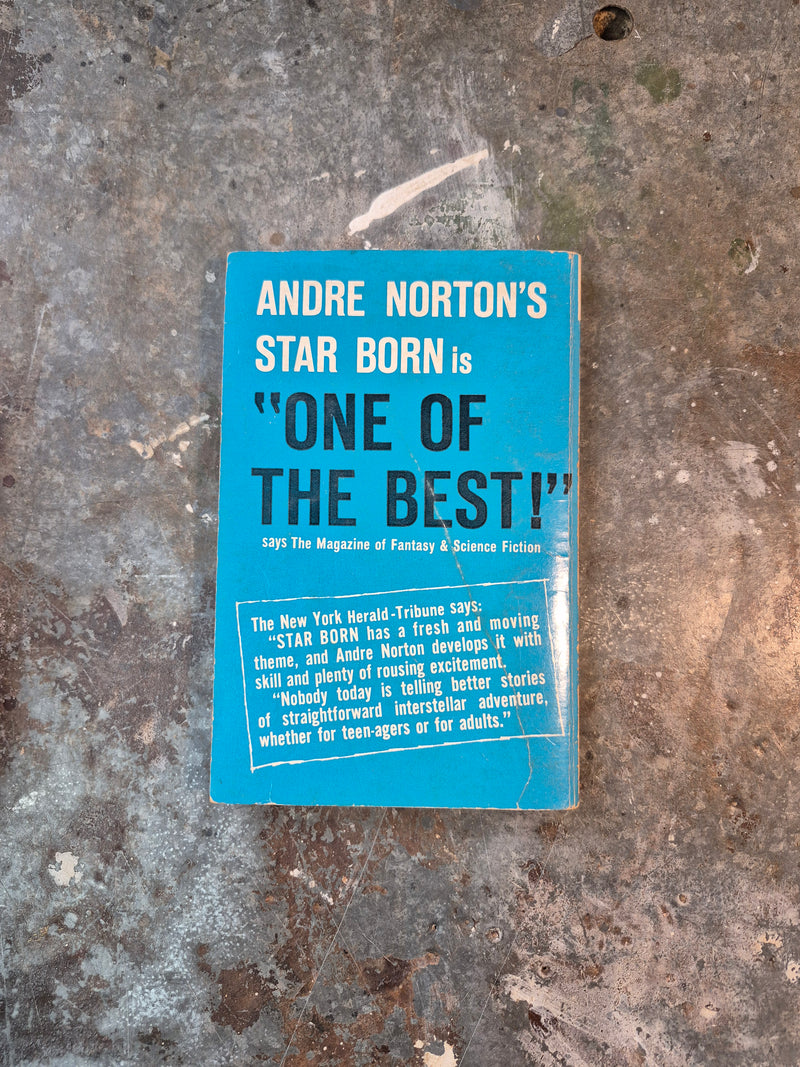 ANDRE NORTON'S
STAR BORN is
"ONE OF
THE BEST!"
says The Magazine of Fantasy & Science Fiction
The New York Herald-Tribune says:
"STAR BORN has a fresh and moving
theme, and Andre Norton develops it with
skill and plenty of rousing excitement.
"Nobody today is telling better stories
of straightforward interstellar adventure,
whether for teen-agers or for adults."